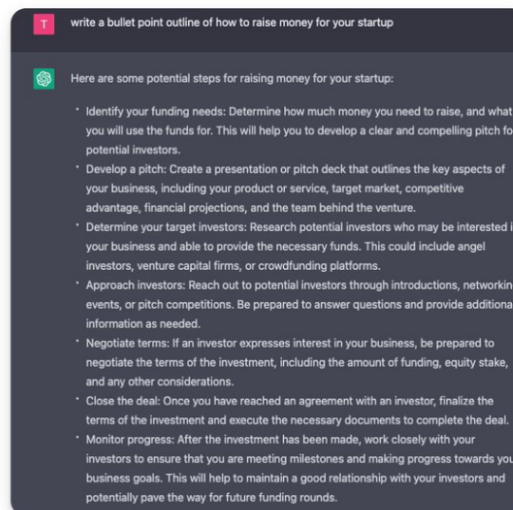 T
write a bullet point outline of how to raise money for your startup
Here are some potential steps for raising money for your startup:
• Identify your funding needs: Determine how much money you need to raise, and what
you will use the funds for. This will help you to develop a clear and compelling pitch fo
potential investors.
• Develop a pitch: Create a presentation or pitch deck that outlines the key aspects of
your business, including your product or service, target market, competitive
advantage, financial projections, and the team behind the venture.
• Determine your target investors: Research potential investors who may be interested i
your business and able to provide the necessary funds. This could include angel
investors, venture capital firms, or crowdfunding platforms.
• Approach investors: Reach out to potential investors through introductions, networkin
events, or pitch competitions. Be prepared to answer questions and provide additiona
information as needed.
• Negotiate terms: If an investor expresses interest in your business, be prepared to
negotiate the terms of the investment, including the amount of funding, equity stake,
and any other considerations.
• Close the deal: Once you have reached an agreement with an investor, finalize the
terms of the investment and execute the necessary documents to complete the deal.
• Monitor progress: After the investment has been made, work closely with your
investors to ensure that you are meeting milestones and making progress towards you
business goals. This will help to maintain a good relationship with your investors and
potentially pave the way for future funding rounds.